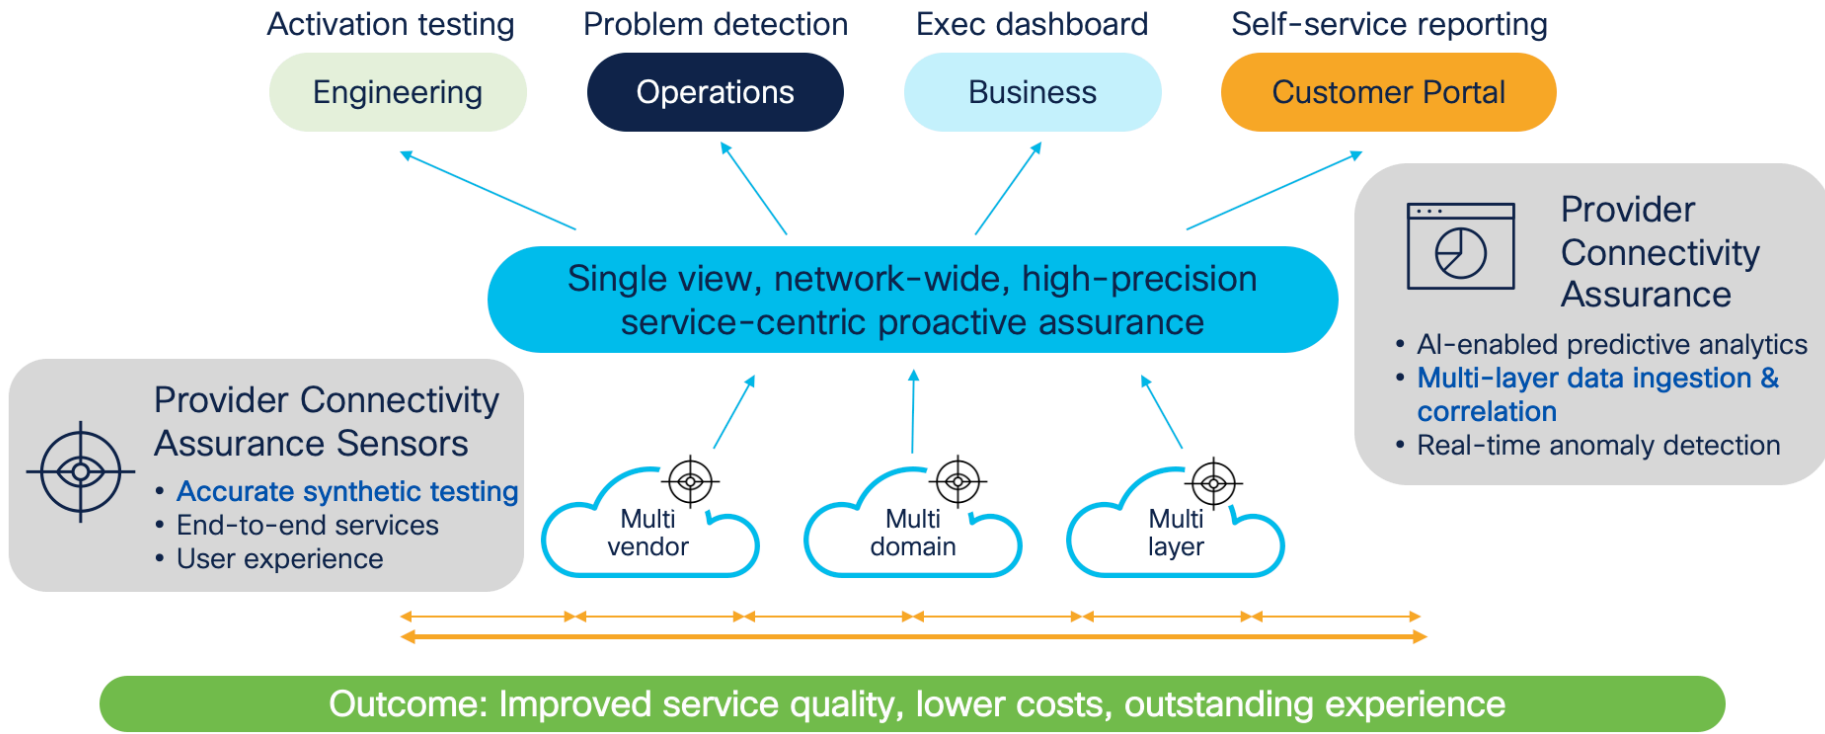 Activation testing
Problem detection
Exec dashboard
Self-service reporting
Engineering
Operations
Business
Customer Portal
Single view, network-wide, high-precision
service-centric proactive assurance
Provider
Connectivity
Assurance
• AI-enabled predictive analytics
• Multi-layer data ingestion &
correlation
• Real-time anomaly detection
Provider Connectivity
Assurance Sensors
• Accurate synthetic testing
• End-to-end services
• User experience
Multi
vendor
Multi
domain
Multi
layer
Outcome: Improved service quality, lower costs, outstanding experience